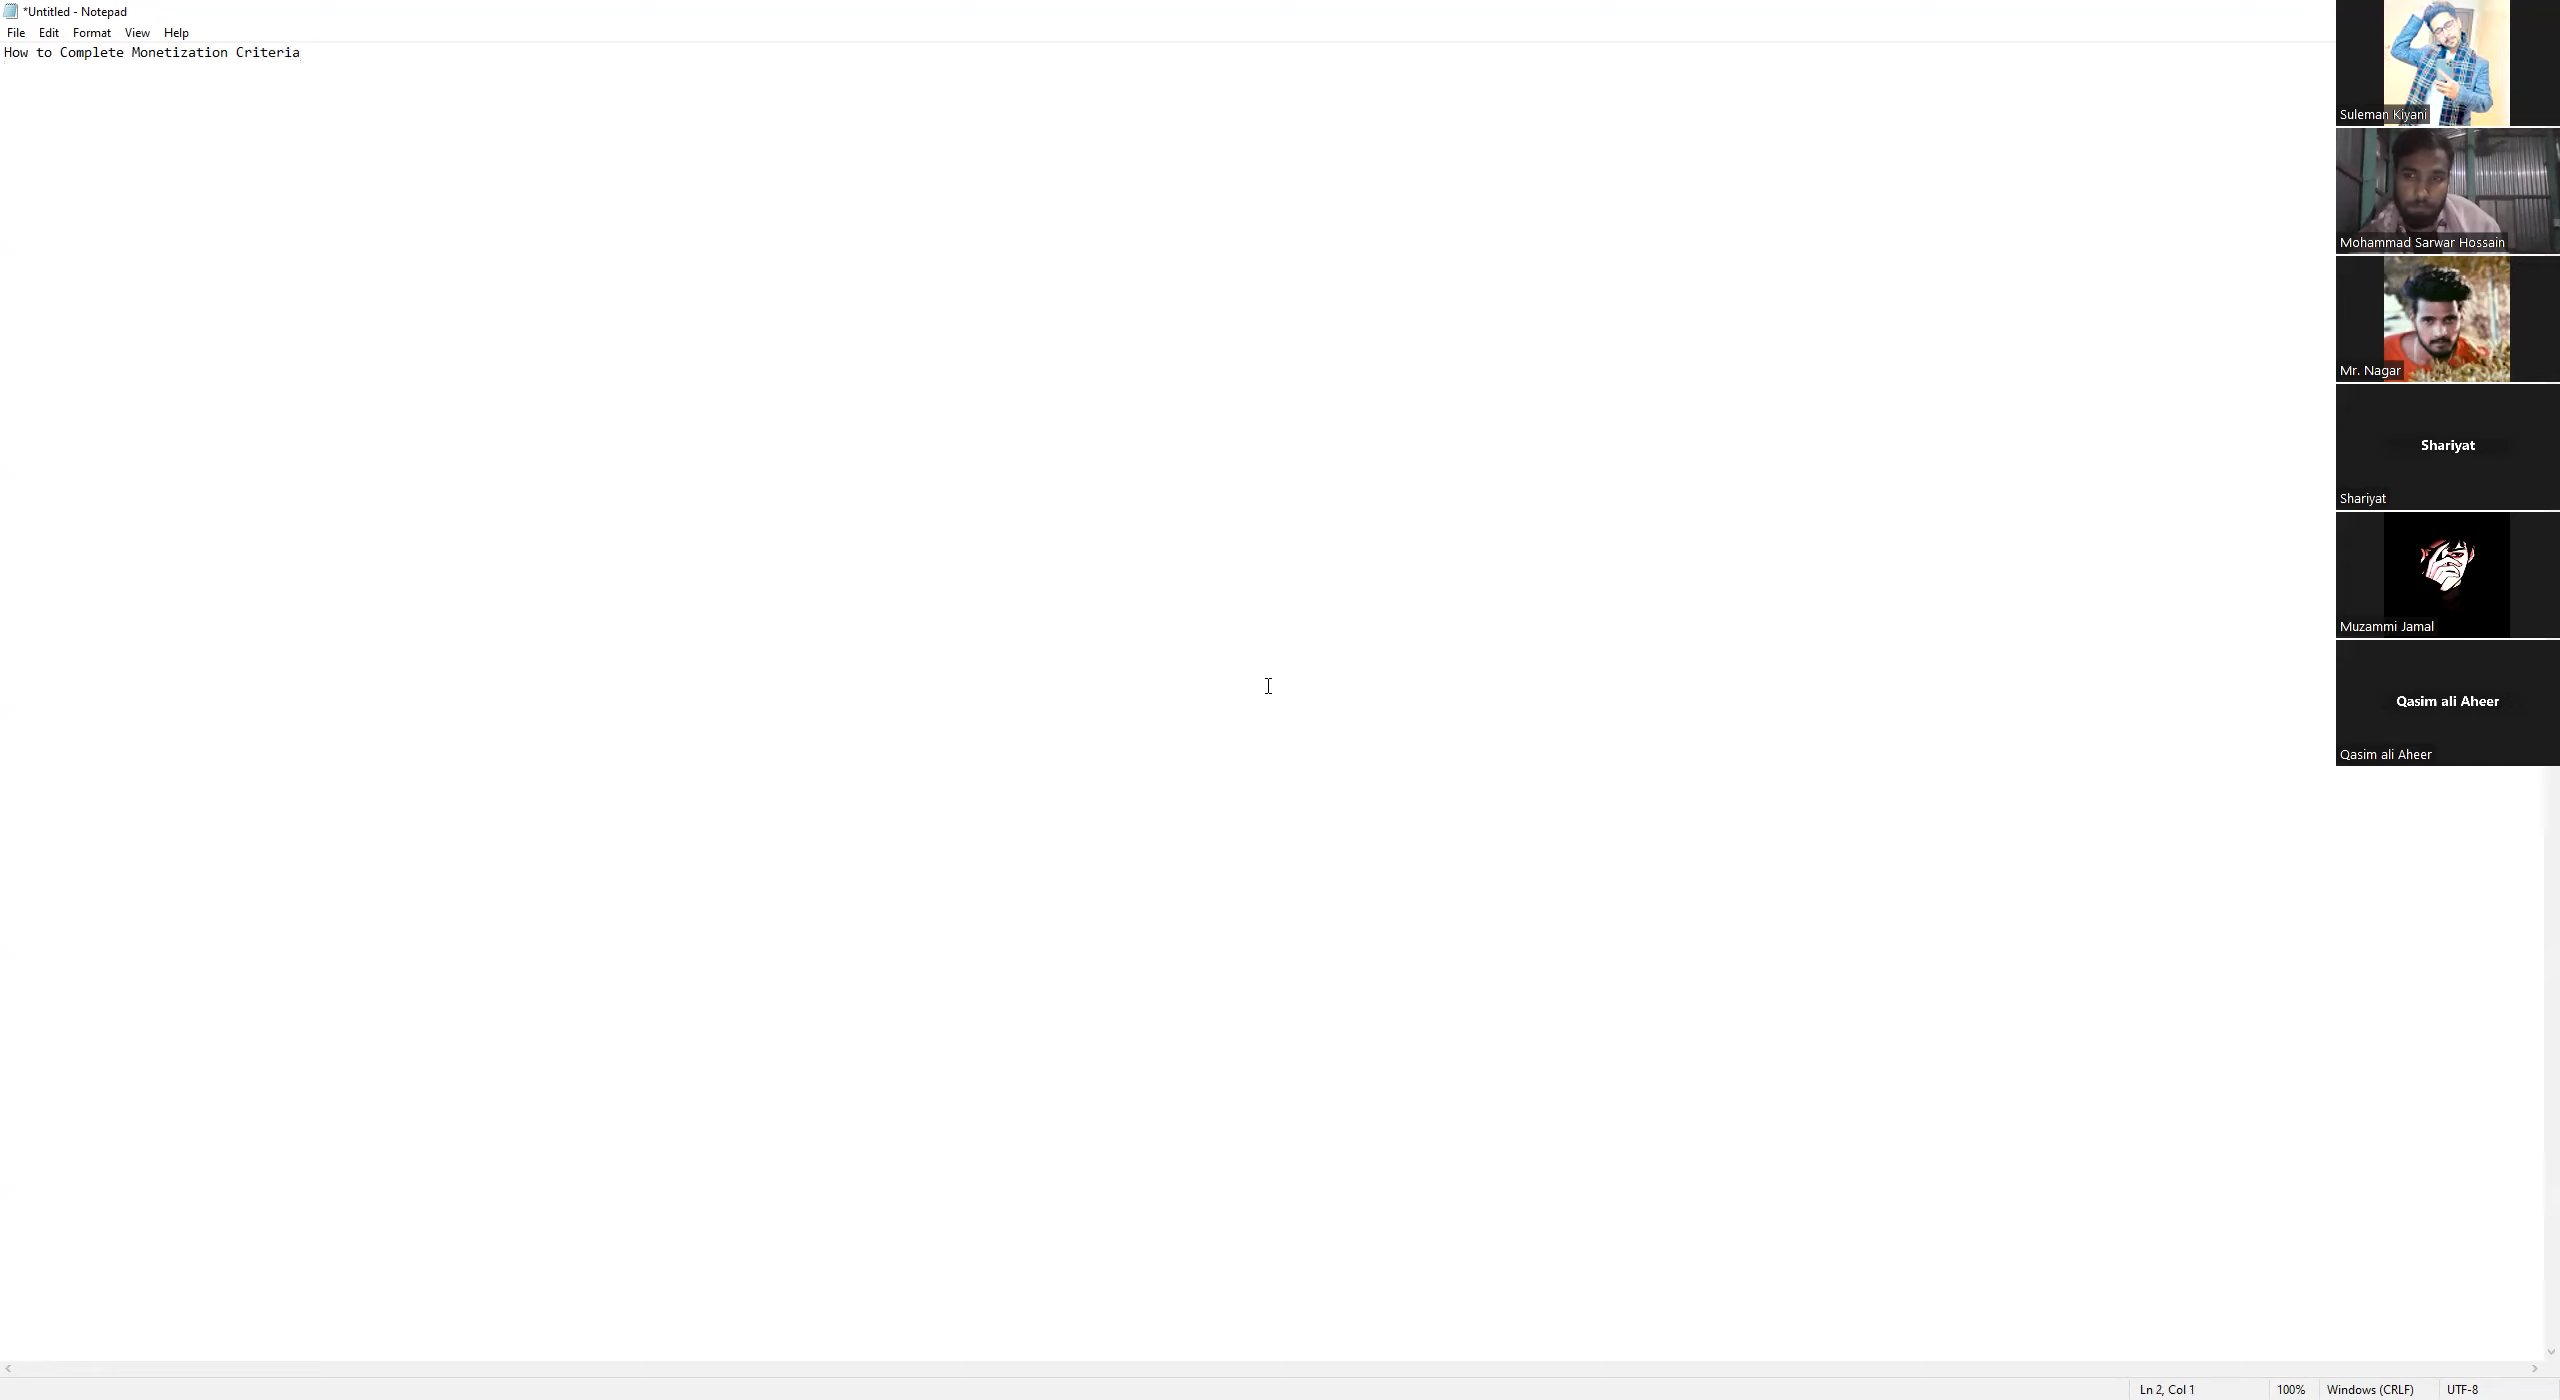 *Untitled - Notepad
File Edit Format View Help
How to Complete Monetization Criteria
Suleman Kiyani
Mohammad Sarwar Hossain
Mr. Nagar
Shariyat
Shariyat
Muzammi Jamal
Qasim ali Aheer
Qasim ali Aheer
Ln 2, Col 1 100% Windows (CRLF) UTF-8